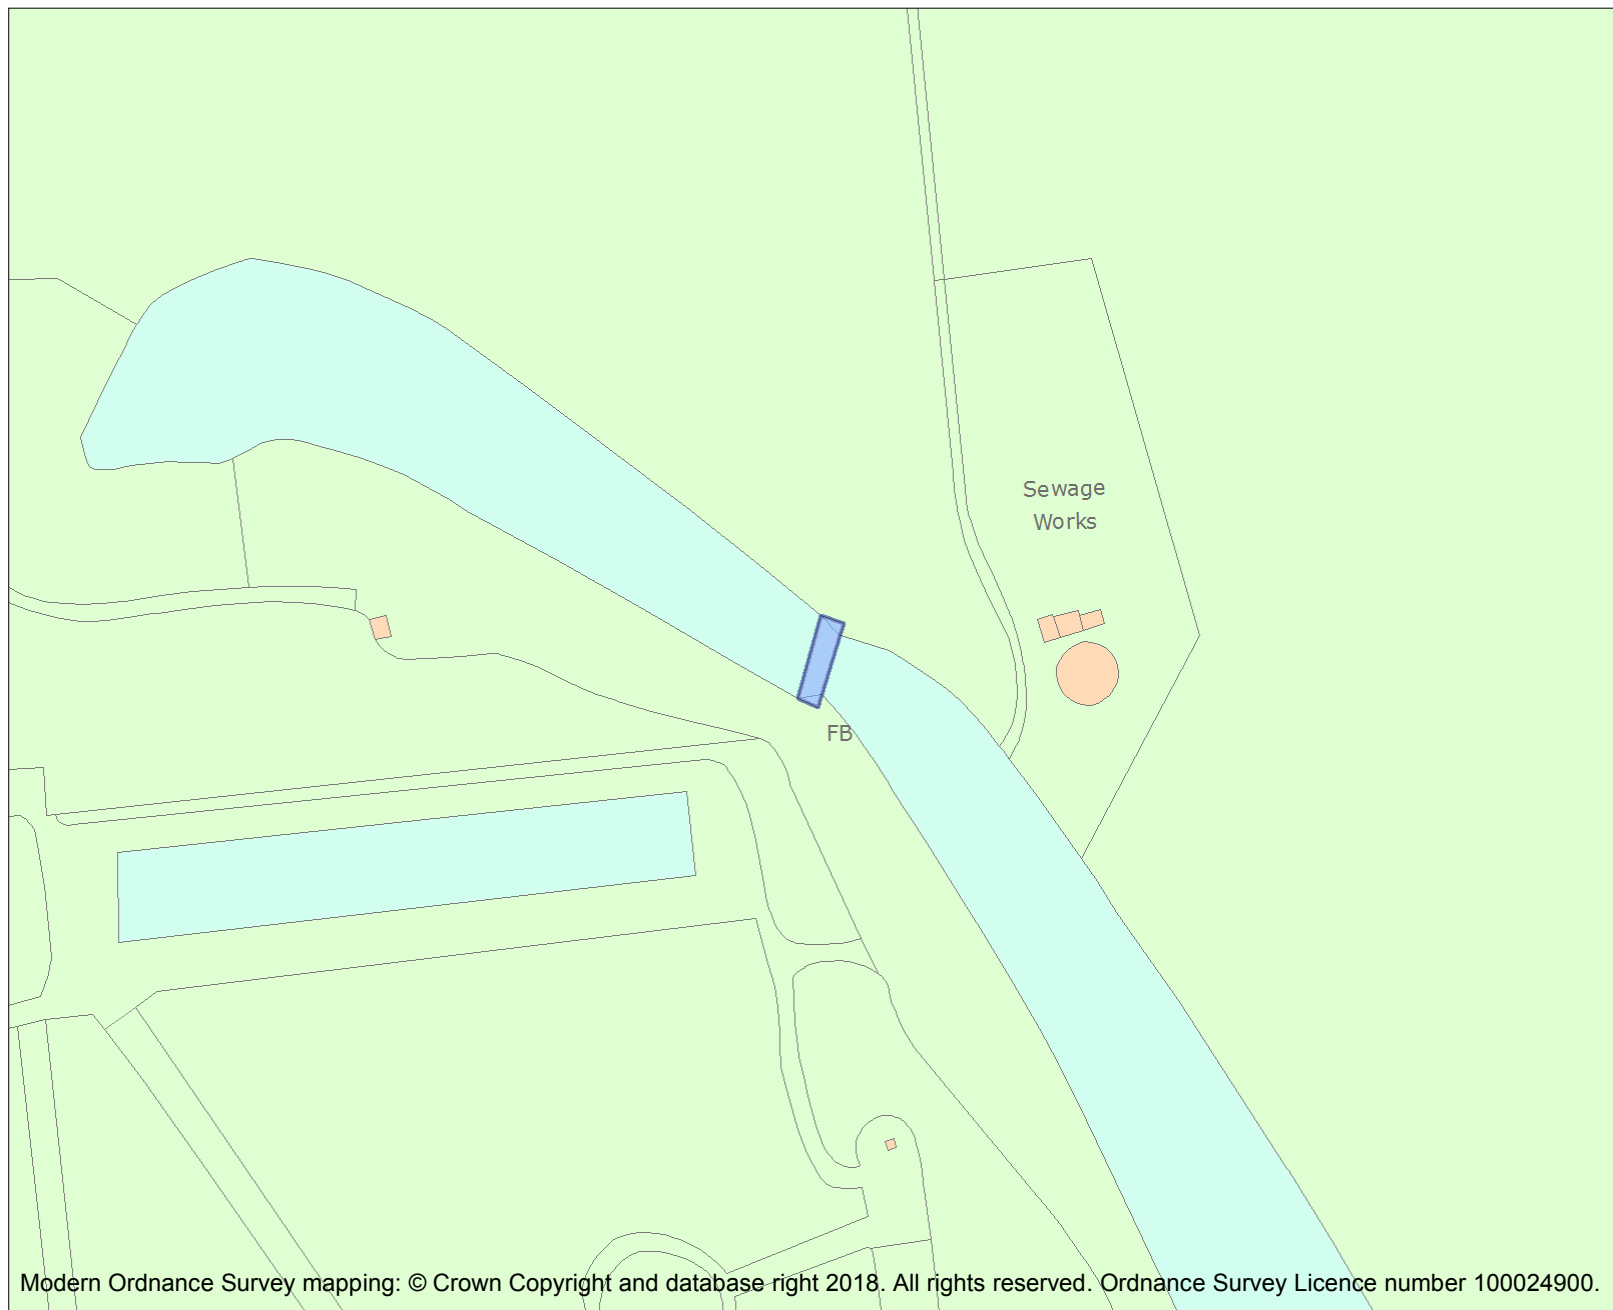 Sewage
Works
FB
Modern Ordnance Survey mapping: © Crown Copyright and database right 2018. All rights reserved. Ordnance Survey Licence number 100024900.